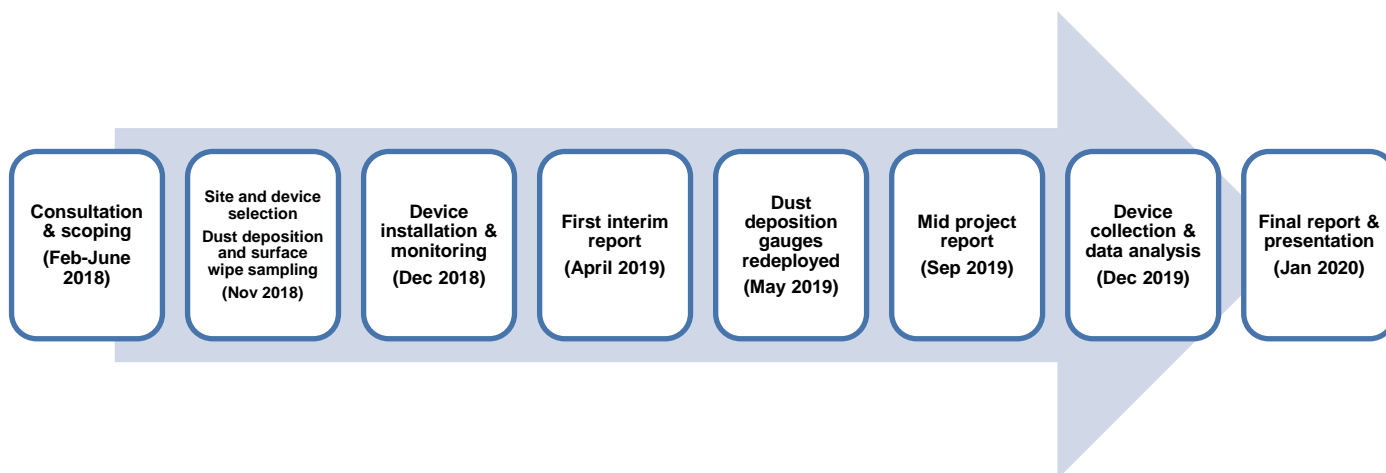 Consultation
& scoping
(Feb-June
2018)
Site and device
selection
Dust deposition
and surface
wipe sampling
(Nov 2018)
Device
installation &
monitoring
(Dec 2018)
First interim
report
(April 2019)
Dust
deposition
gauges
redeployed
(May 2019)
Mid project
report
(Sep 2019)
Device
collection &
data analysis
(Dec 2019)
Final report &
presentation
(Jan 2020)